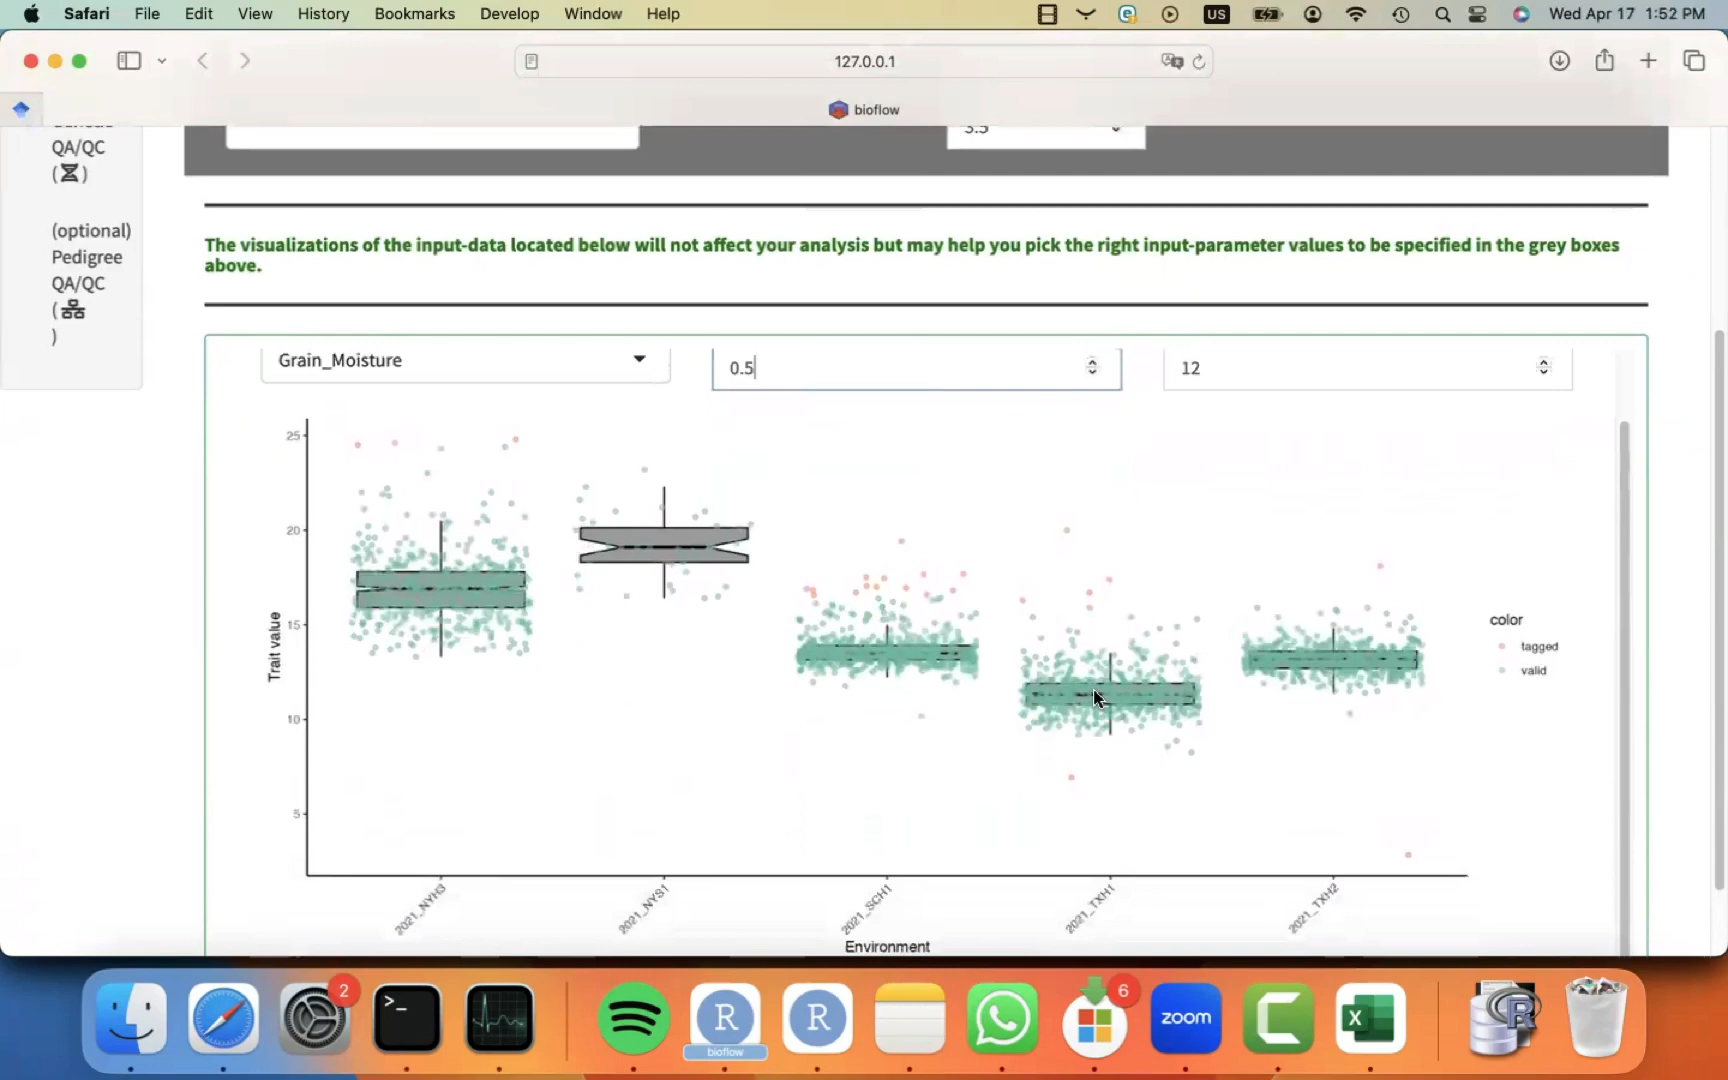 Safari File Edit View History Bookmarks Develop Window Help US Wed Apr 17 1:52 PM
127.0.0.1
bioflow
QA/QC
( )
(optional)
Pedigree
QA/QC
(
)
3.5
The visualizations of the input-data located below will not affect your analysis but may help you pick the right input-parameter values to be specified in the grey boxes
above.
Grain_Moisture 0.5 12
25
20
15
10
5
Trait value
color
tagged
valid
2021_NYH3 2021_NYS1 2021_SCH1 2021_TXH1 2021_TXH2
Environment
2 6
>_ R R zoom C X R
bioflow